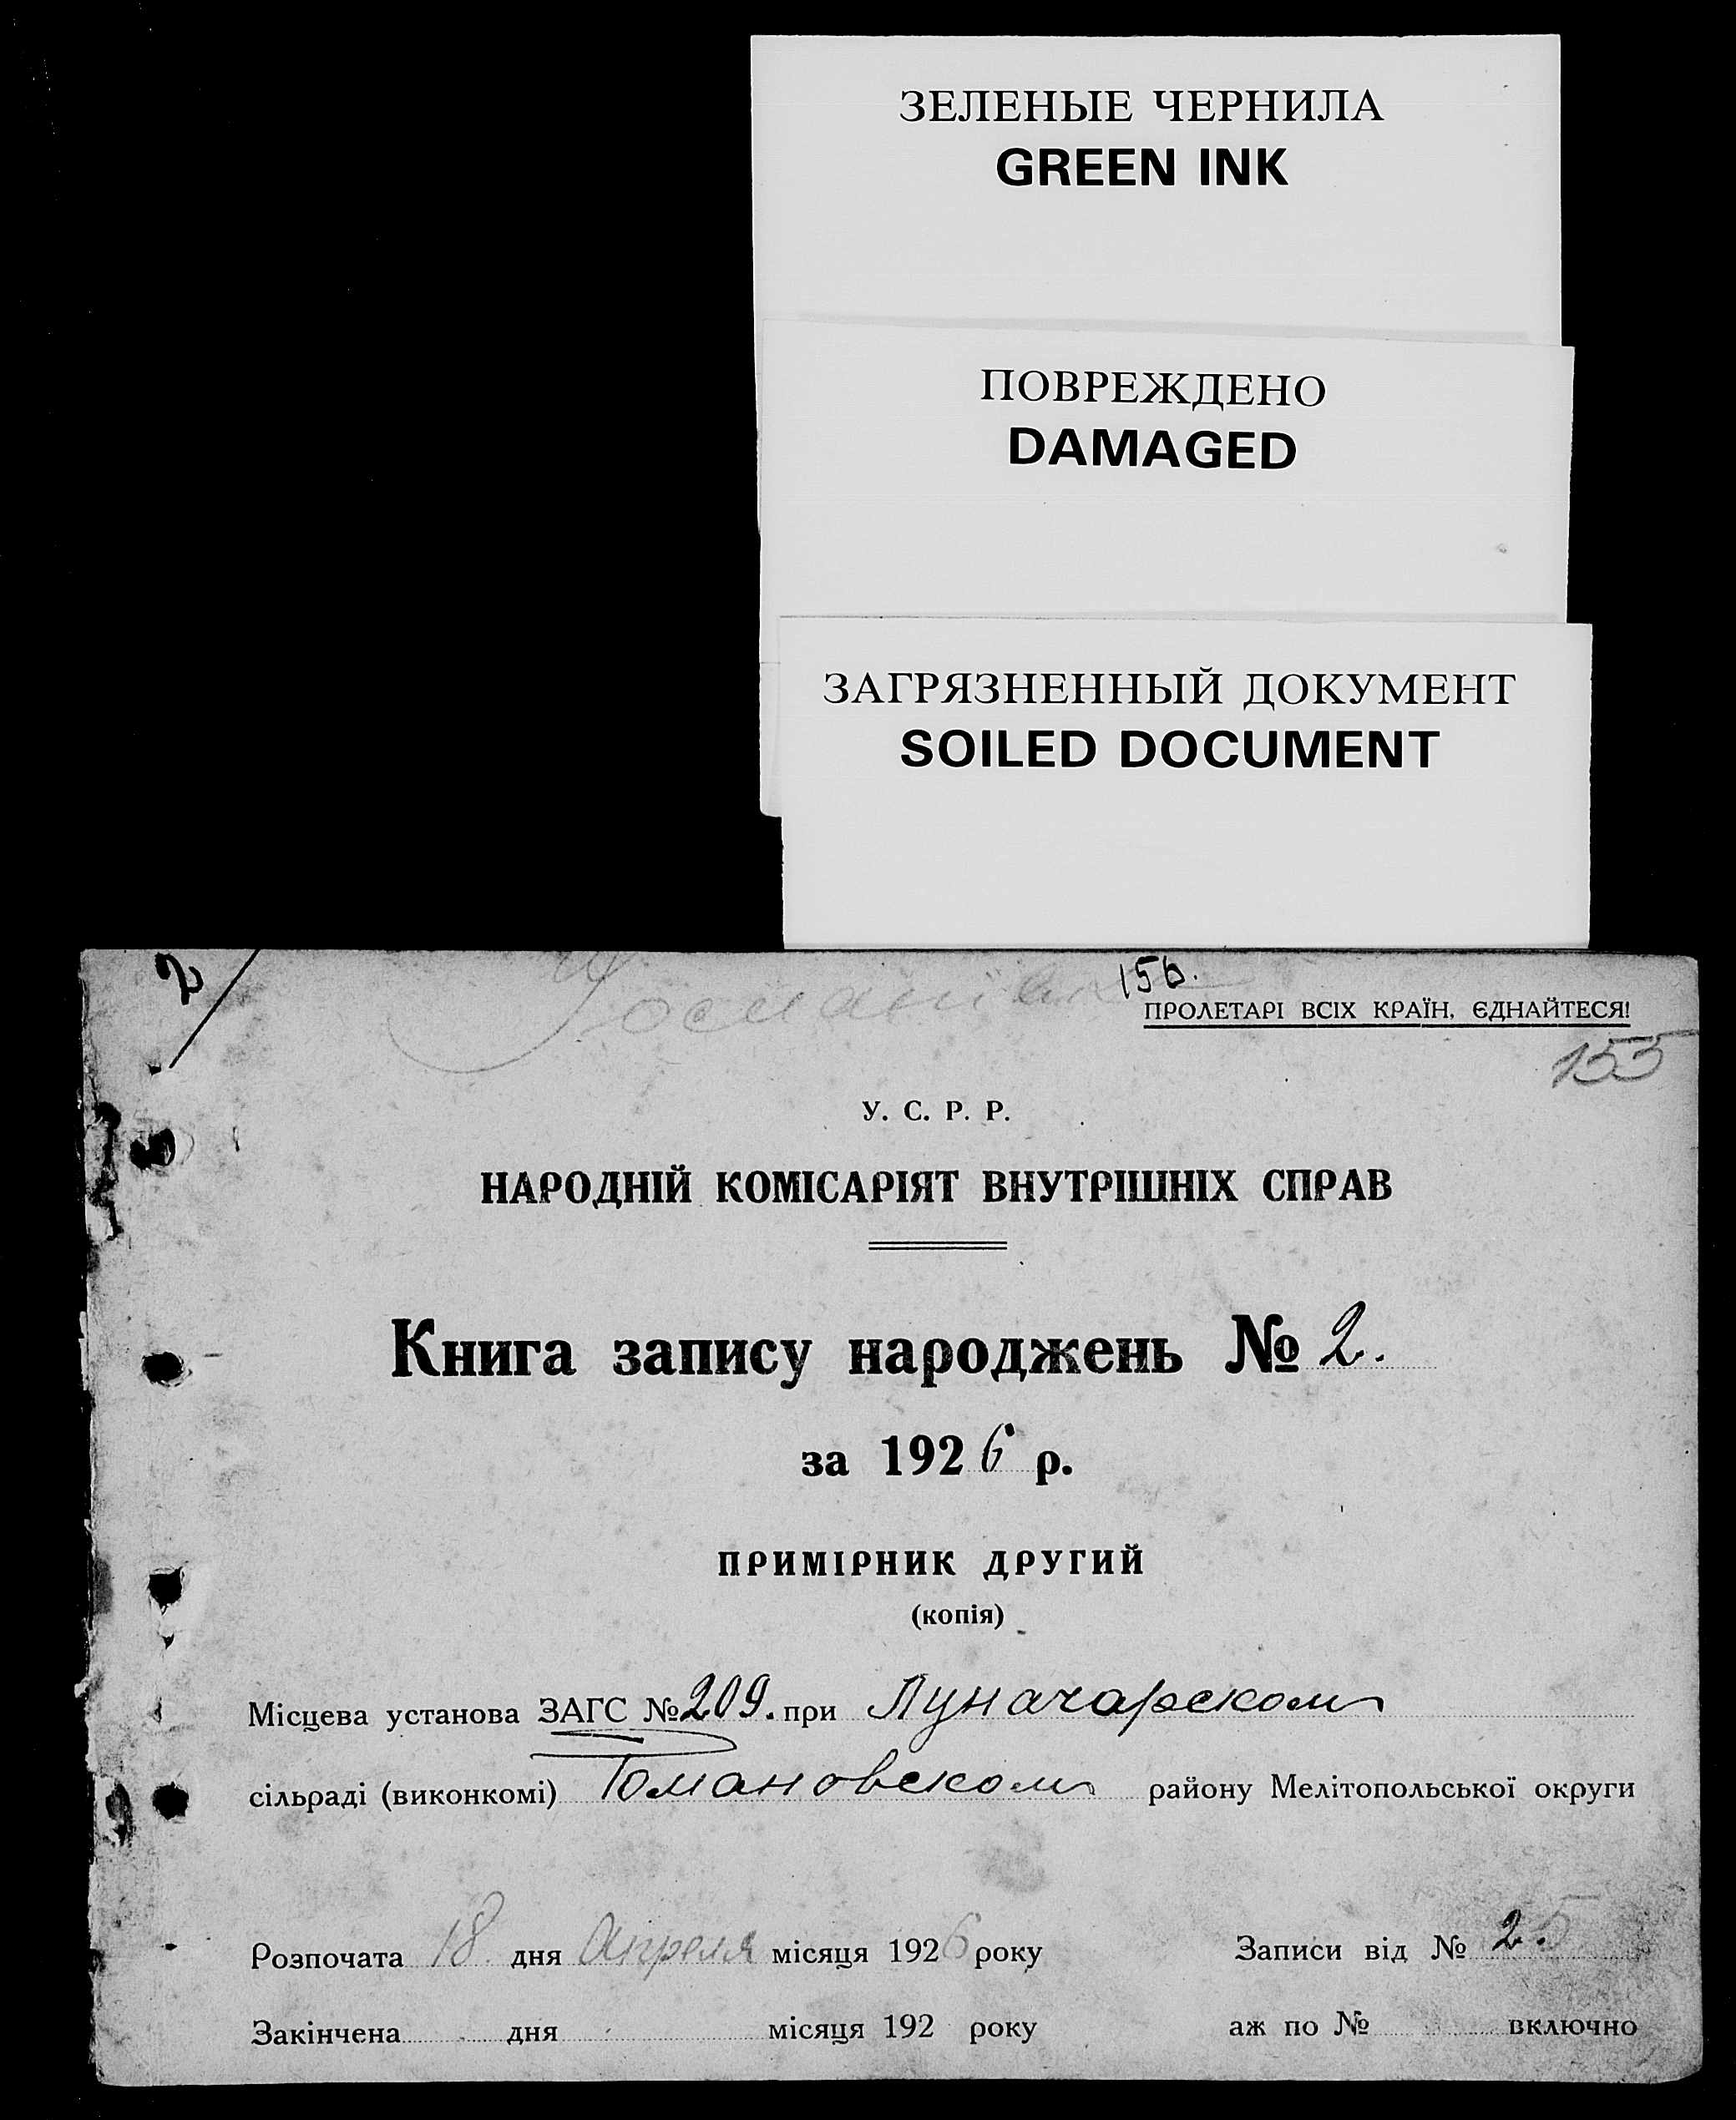 ЗЕЛЕНЫЕ ЧЕРНИЛА
GREEN INK
ПОВРЕЖДЕНО
DAMAGED
ЗАГРЯЗНЕННЫЙ ДОКУМЕНТ
SOILED DOCUMENT
2
156.
ПРОЛЕТАРІ ВСІХ КРАЇН, ЄДНАЙТЕСЯ!
155
У. С. Р. Р.
НАРОДНІЙ КОМІСАРІЯТ ВНУТРІШНІХ СПРАВ
Книга запису народжень № 2.
за 1926 р.
ПРИМІРНИК ДРУГИЙ
(копія)
Місцева установа ЗАГС № 209. при Луначарском
сільраді (виконкомі) районy Мелітопольської округи
Розпочата 18 дня Апреля місяця 1926 року Записи від № 25
Закінчена дня місяця 192 року аж по № включно